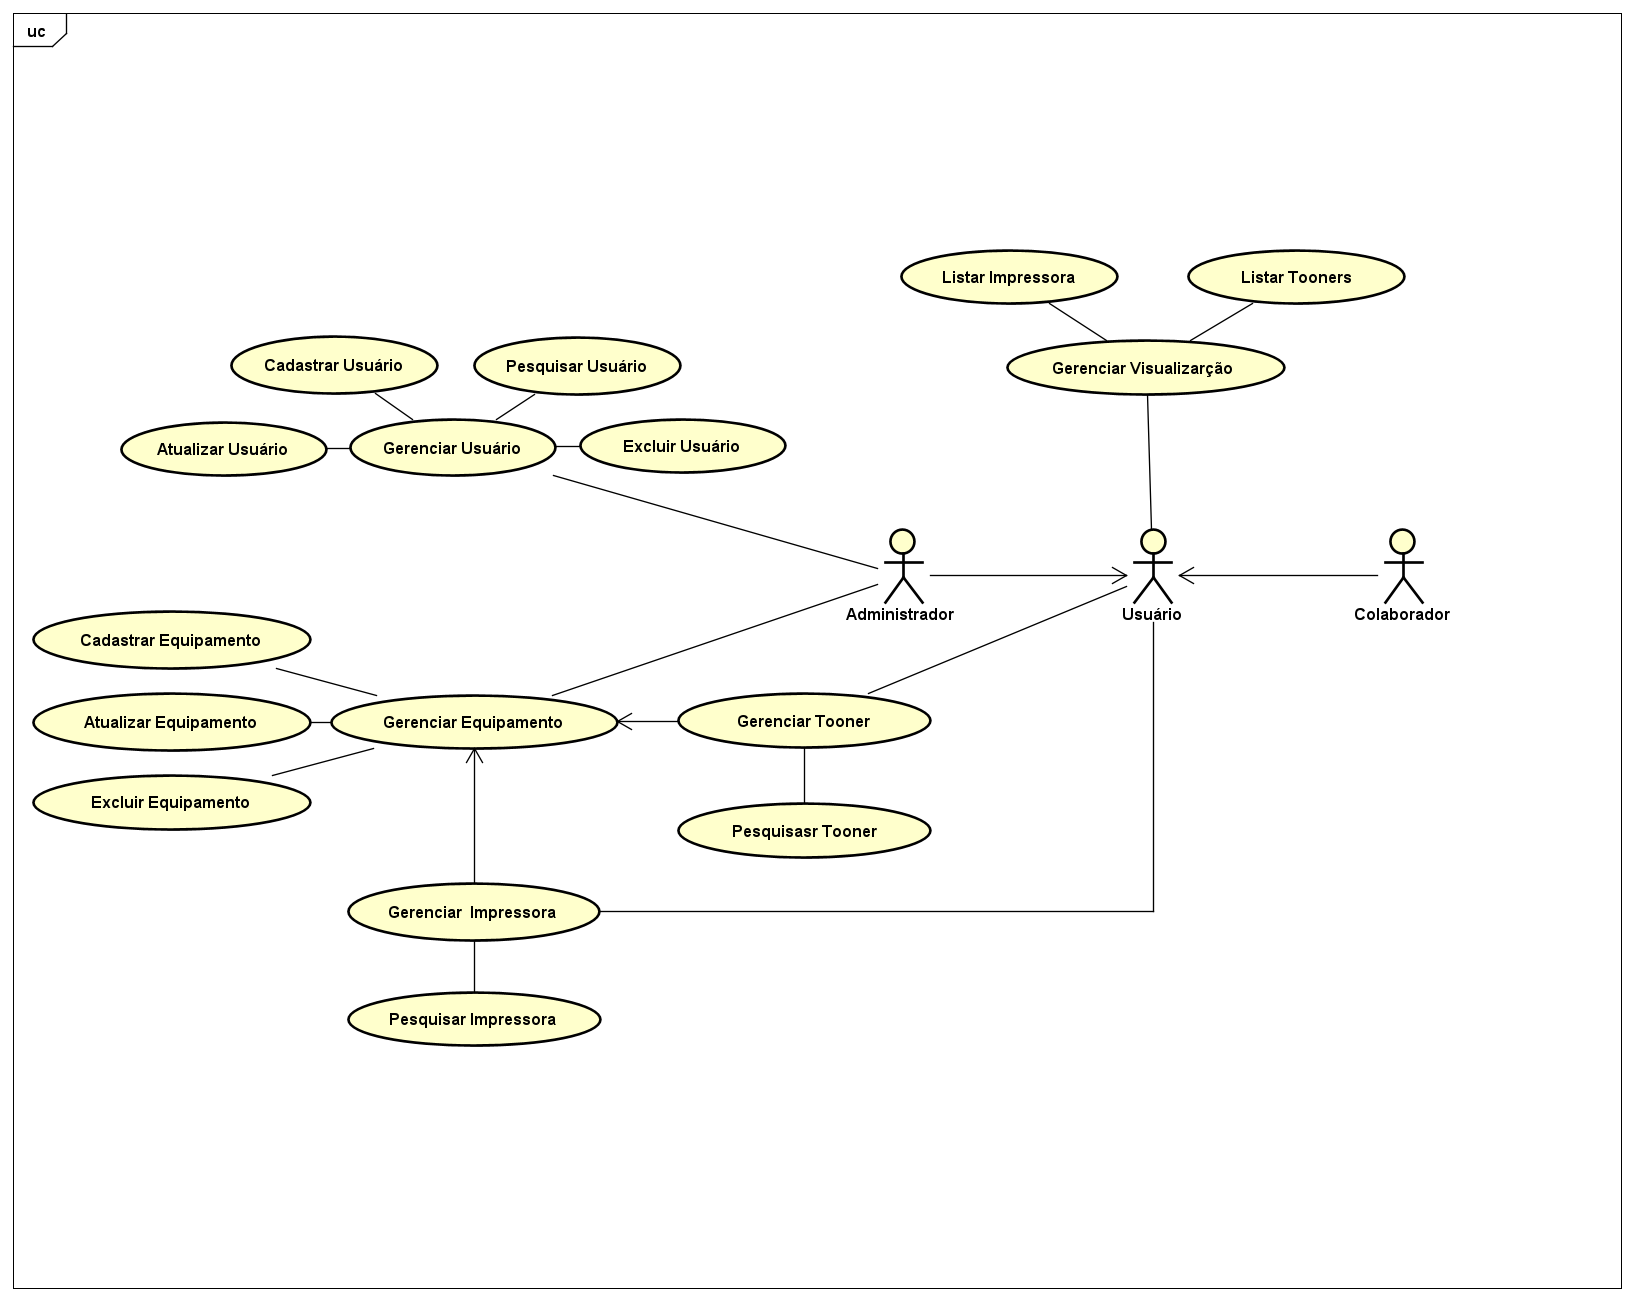 uc
Listar Impressora
Listar Tooners
Cadastrar Usuário
Pesquisar Usuário
Gerenciar Visualizarção
Atualizar Usuário
Gerenciar Usuário
Excluir Usuário
Administrador
Usuário
Colaborador
Cadastrar Equipamento
Atualizar Equipamento
Gerenciar Equipamento
Gerenciar Tooner
Excluir Equipamento
Pesquisasr Tooner
Gerenciar  Impressora
Pesquisar Impressora